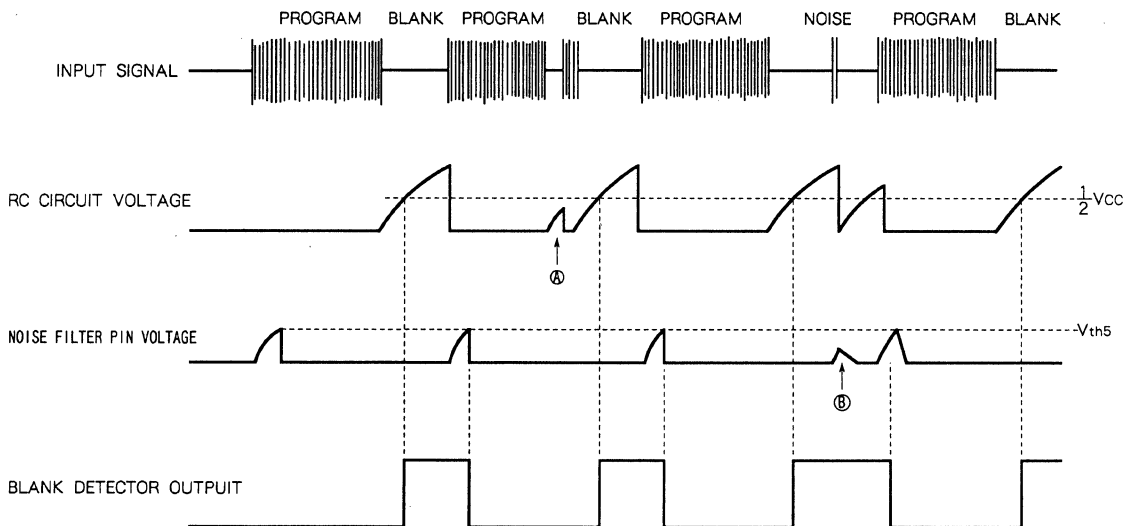 PROGRAM BLANK PROGRAM BLANK PROGRAM NOISE PROGRAM BLANK
INPUT SIGNAL
RC CIRCUIT VOLTAGE
1/2 VCC
Ⓐ
NOISE FILTER PIN VOLTAGE
Vth5
Ⓑ
BLANK DETECTOR OUTPUIT